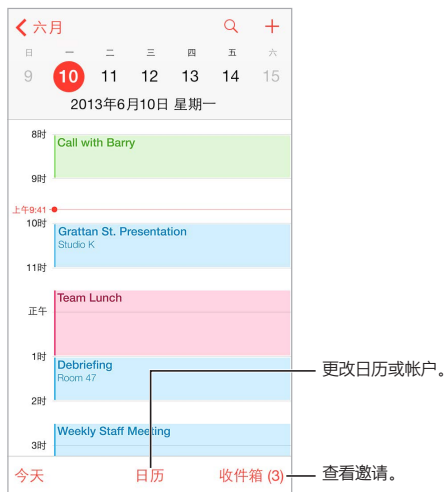 六月
日 一 二 三 四 五 六
9 10 11 12 13 14 15
2013年6月10日 星期一
8时
Call with Barry
9时
上午9:41
10时
Grattan St. Presentation
Studio K
11时
Team Lunch
正午
1时
Debriefing
Room 47
更改日历或帐户。
2时
Weekly Staff Meeting
3时
今天 日历 收件箱 (3)
查看邀请。